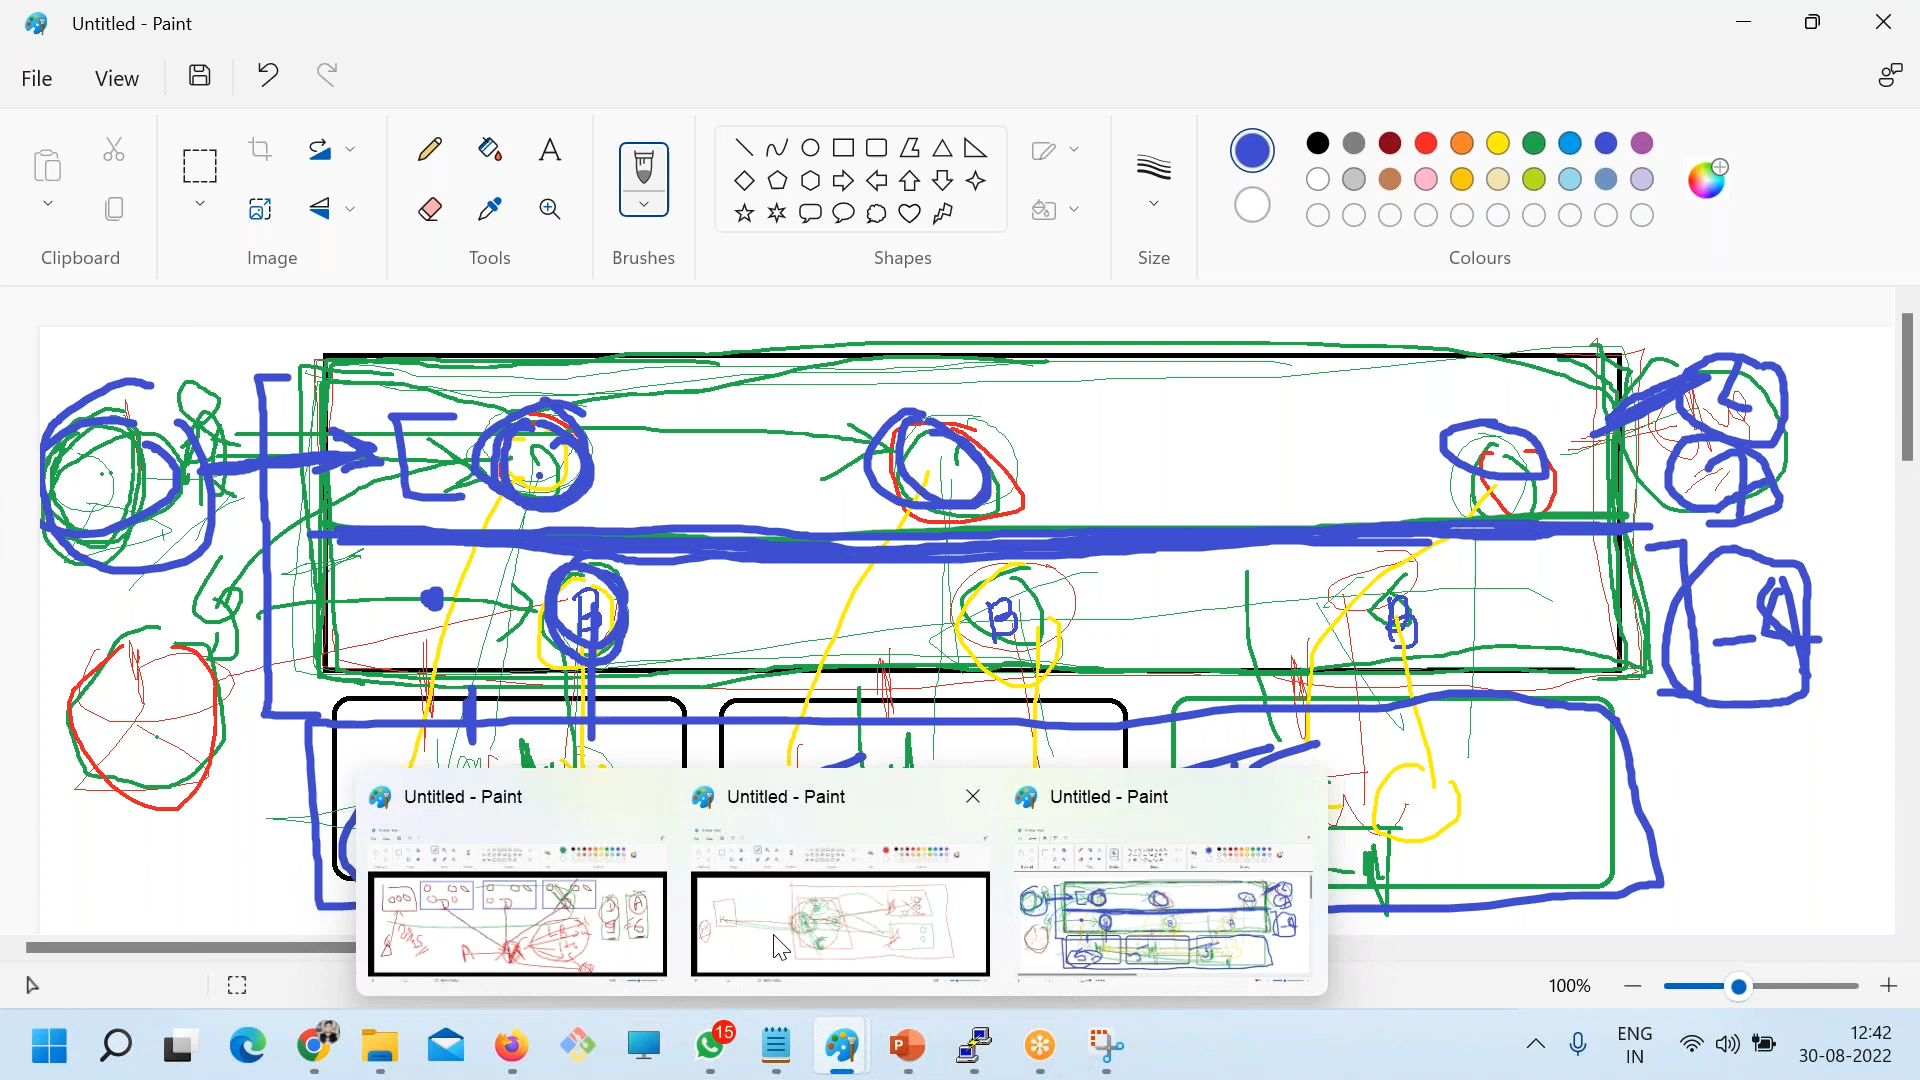 Untitled - Paint
File
View
Clipboard
Image
Tools
Brushes
Shapes
Size
Colours
B
B
B
Untitled - Paint
Untitled - Paint
Untitled - Paint
100%
15
ENG
IN
12:42
30-08-2022